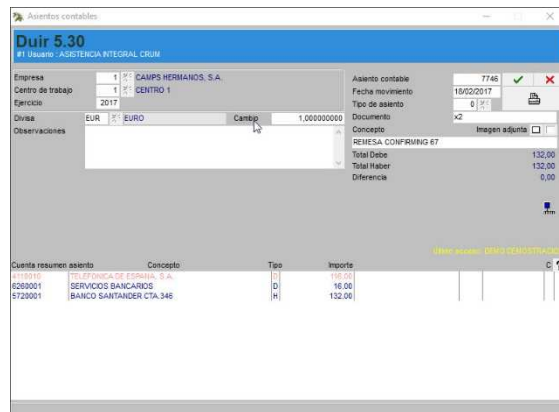 Asientos contables
Duir 5.30
#1 Usuario : ASISTENCIA INTEGRAL CRUM
Empresa 1 CAMPS HERMANOS, S.A.
Centro de trabajo 1 CENTRO 1
Ejercicio 2017
Divisa EUR EURO Cambio 1,000000000
Observaciones
Asiento contable 7746
Fecha movimiento 18/02/2017
Tipo de asiento 0
Documento x2
Concepto Imagen adjunta
REMESA CONFIRMING 67
Total Debe 132,00
Total Haber 132,00
Diferencia 0,00
Cuenta resumen asiento Concepto Tipo Importe C
TELEFONICA DE ESPAÑA, S.A. D 116.00
6260001 SERVICIOS BANCARIOS D 16.00
5720001 BANCO SANTANDER CTA.346 H 132.00